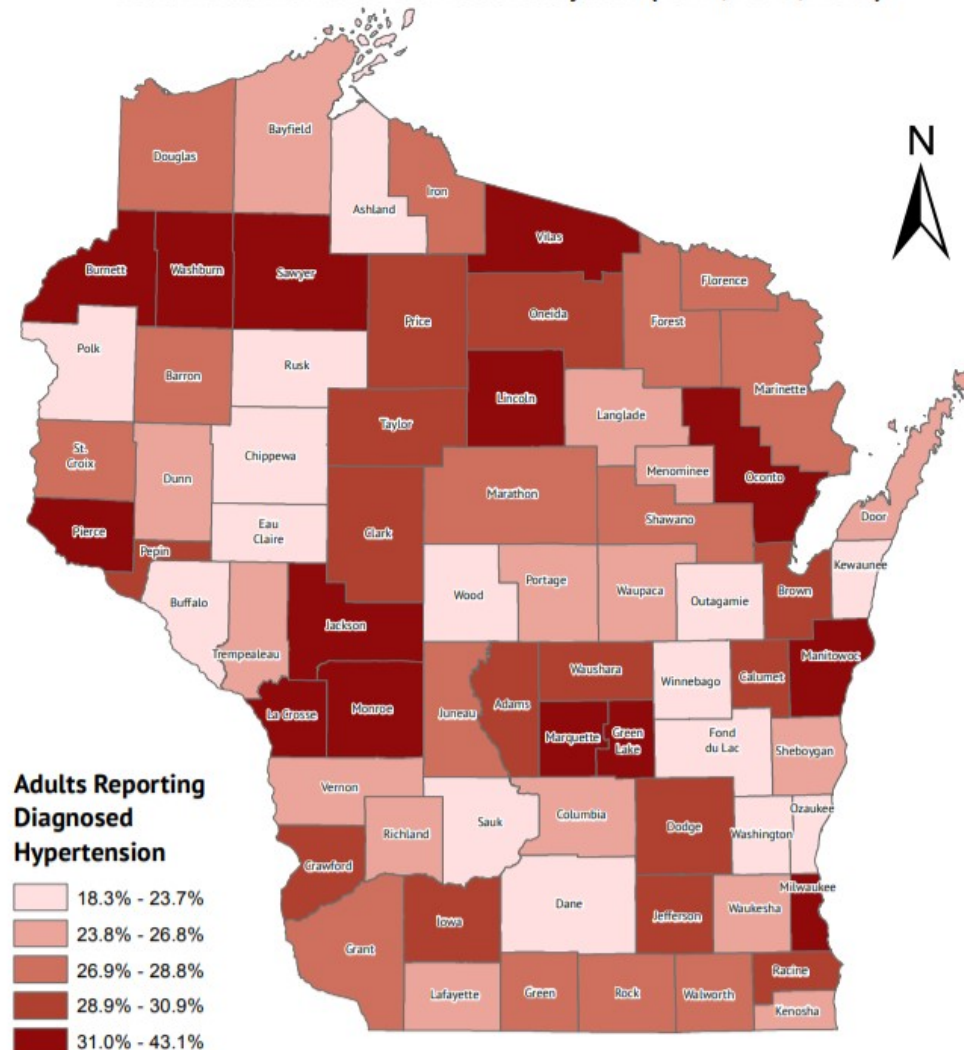 N
Bayfield
Douglas
Iron
Ashland
Vilas
Burnett
Washburn
Sawyer
Florence
Oneida
Price
Forest
Polk
Rusk
Barron
Marinette
Lincoln
Langlade
Taylor
St.
Croix
Chippewa
Menominee
Dunn
Oconto
Marathon
Shawano
Door
Eau
Claire
Pierce
Clark
Pepin
Kewaunee
Portage
Waupaca
Brown
Wood
Outagamie
Buffalo
Jackson
Trempealeau
Manitowoc
Waushara
Winnebago
Calumet
Adams
La Crosse
Monroe
Juneau
Marquette
Green
Lake
Fond
du Lac
Sheboygan
Vernon
Columbia
Ozaukee
Sauk
Richland
Dodge
Washington
Crawford
Milwaukee
Dane
Waukesha
Iowa
Jefferson
Grant
Racine
Lafayette
Green
Rock
Walworth
Kenosha
Adults Reporting
Diagnosed
Hypertension
18.3% - 23.7%
23.8% - 26.8%
26.9% - 28.8%
28.9% - 30.9%
31.0% - 43.1%